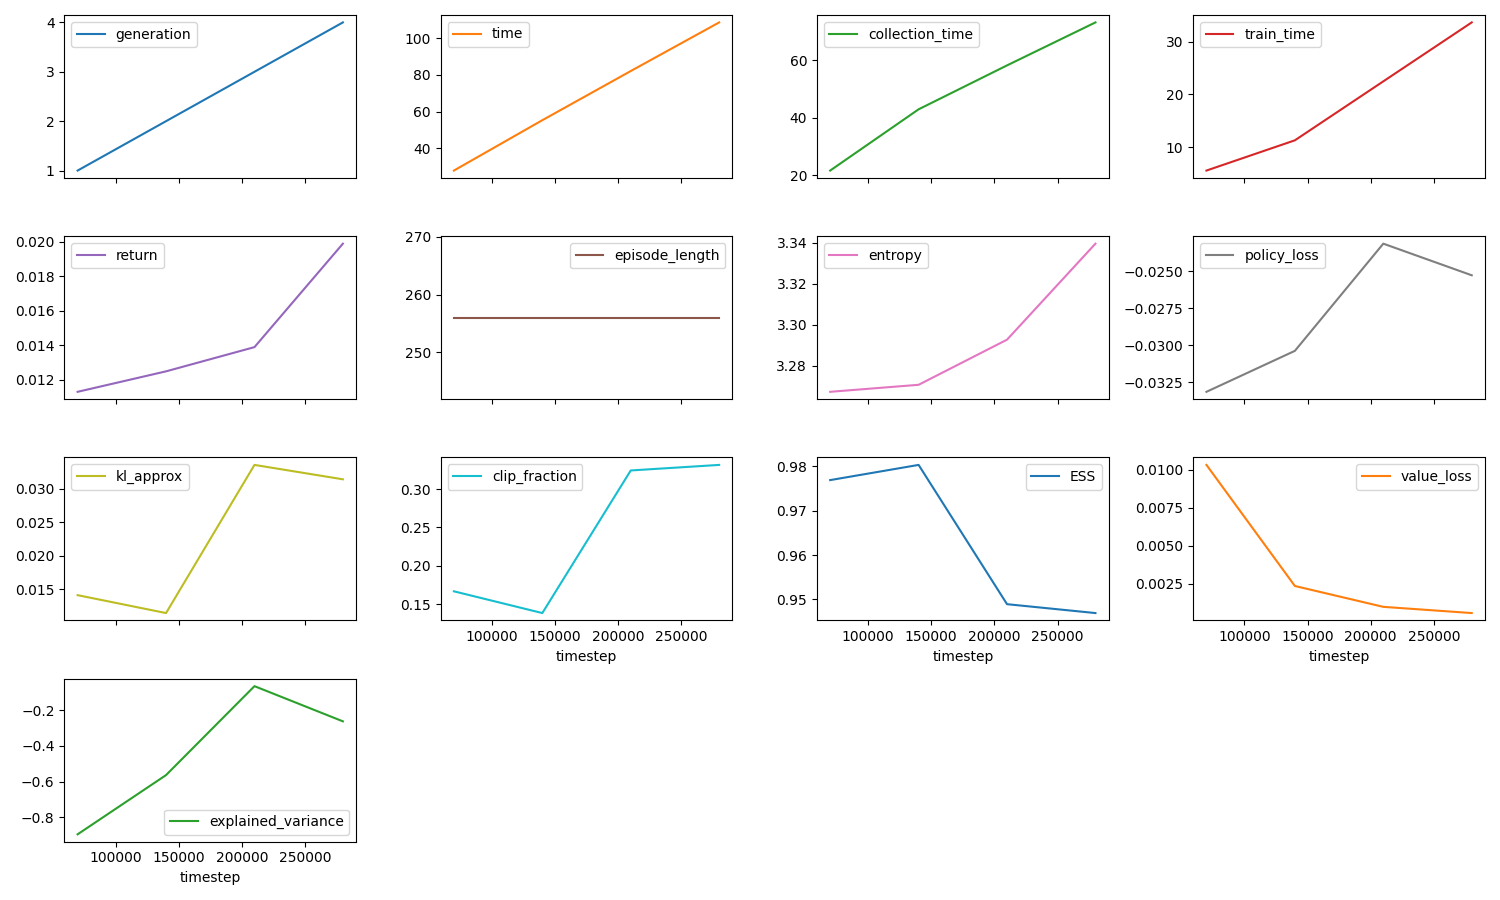 generation
4
3
2
1
time
100
80
60
40
collection_time
60
40
20
train_time
30
20
10
return
0.020
0.018
0.016
0.014
0.012
episode_length
270
260
250
entropy
3.34
3.32
3.30
3.28
policy_loss
−0.0250
−0.0275
−0.0300
−0.0325
kl_approx
0.030
0.025
0.020
0.015
clip_fraction
0.30
0.25
0.20
0.15
100000 150000 200000 250000
timestep
ESS
0.98
0.97
0.96
0.95
100000 150000 200000 250000
timestep
value_loss
0.0100
0.0075
0.0050
0.0025
100000 150000 200000 250000
timestep
−0.2
−0.4
−0.6
−0.8
explained_variance
100000 150000 200000 250000
timestep